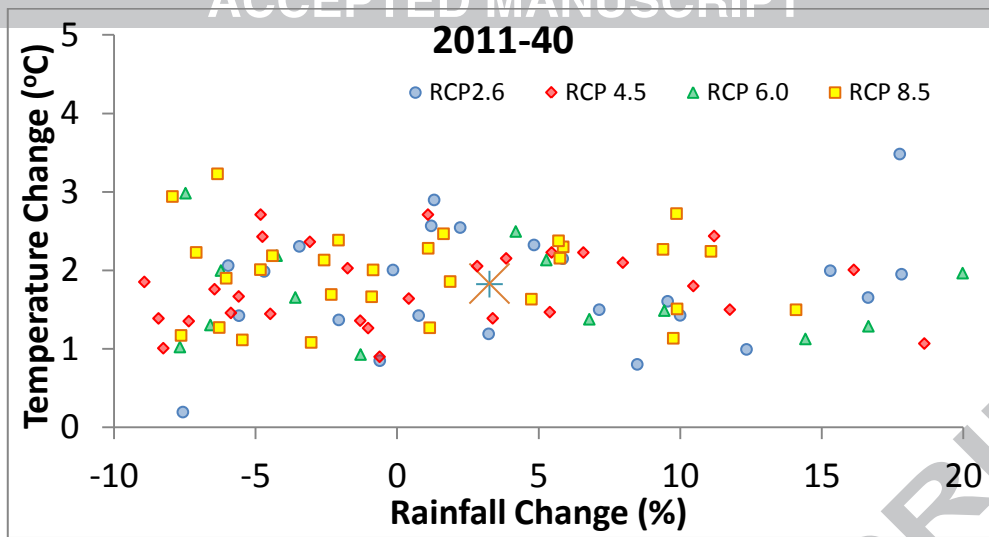 ACCEPTED MANUSCRIPT
2011-40
RCP2.6 RCP 4.5 RCP 6.0 RCP 8.5
Temperature Change (ºC)
5
4
3
2
1
0
-10 -5 0 5 10 15 20
Rainfall Change (%)